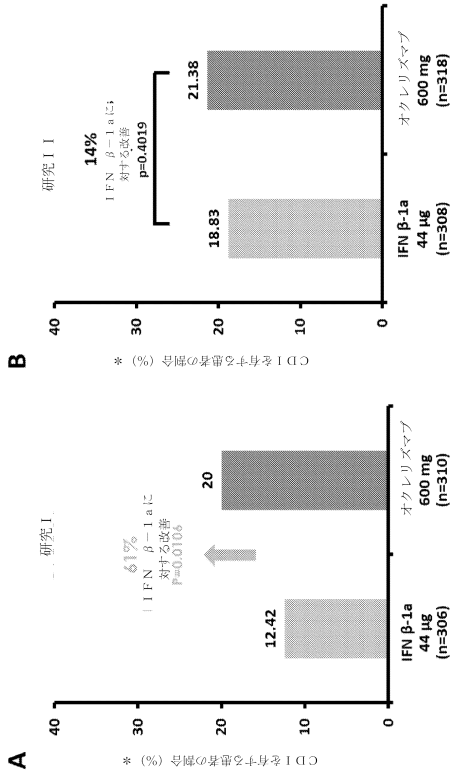 A
研究I
CDIを有する患者の割合 (%) *
40
30
20
10
0
61%
IFN β-1aに
対する改善
P=0.0106
12.42
20
IFN β-1a
44 μg
(n=306)
オクレリズマブ
600 mg
(n=310)
B
研究II
CDIを有する患者の割合 (%) *
40
30
20
10
0
14%
IFN β-1aに
対する改善
p=0.4019
18.83
21.38
IFN β-1a
44 μg
(n=308)
オクレリズマブ
600 mg
(n=318)